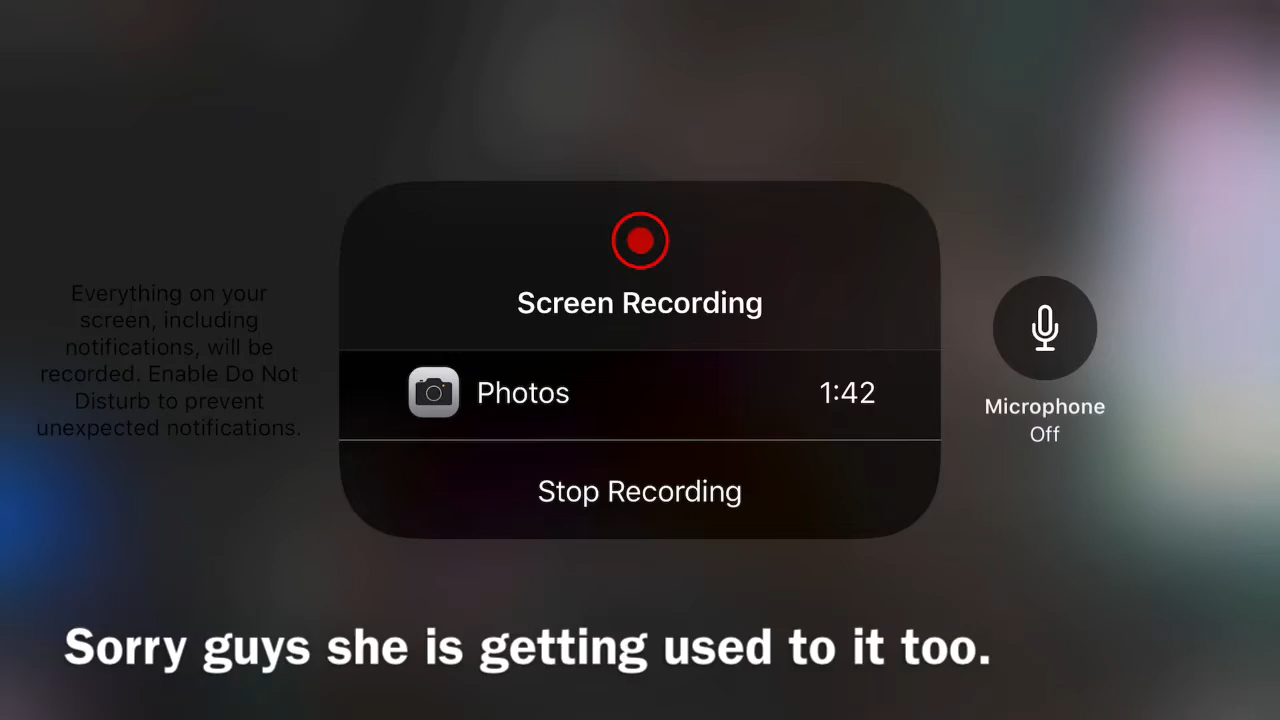 Everything on your
screen, including
notifications, will be
recorded. Enable Do Not
Disturb to prevent
unexpected notifications.
Screen Recording
Photos 1:42
Stop Recording
Microphone
Off
Sorry guys she is getting used to it too.